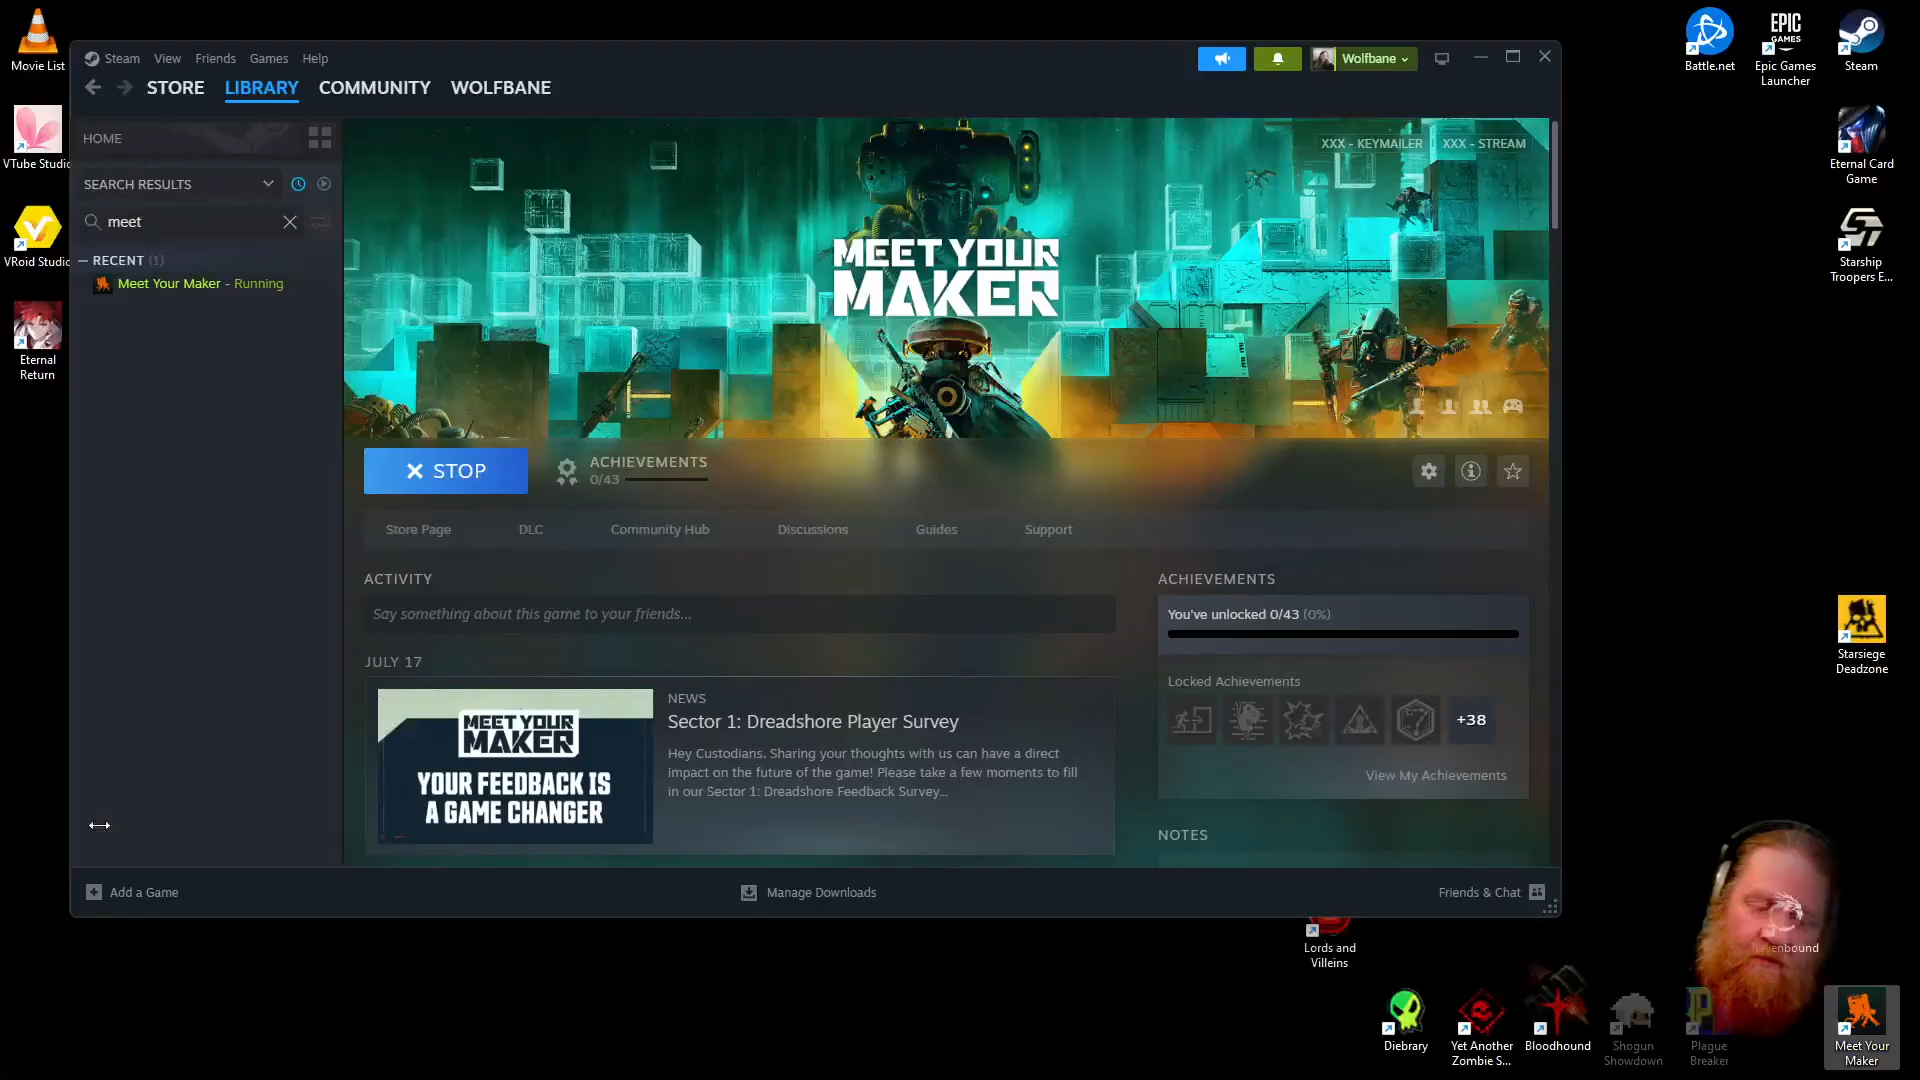 Movie List
VTube Studio
VRoid Studio
Eternal
Return
Steam
View
Friends
Games
Help
Wolfbane
STORE
LIBRARY
COMMUNITY
WOLFBANE
HOME
SEARCH RESULTS
meet
RECENT (1)
Meet Your Maker - Running
XXX - KEYMAILER
XXX - STREAM
MEET YOUR
MAKER
STOP
ACHIEVEMENTS
0/43
Store Page
DLC
Community Hub
Discussions
Guides
Support
ACTIVITY
Say something about this game to your friends...
JULY 17
MEET YOUR
MAKER
YOUR FEEDBACK IS
A GAME CHANGER
NEWS
Sector 1: Dreadshore Player Survey
Hey Custodians, Sharing your thoughts with us can have a direct
impact on the future of the game! Please take a few moments to fill
in our Sector 1: Dreadshore Feedback Survey...
ACHIEVEMENTS
You've unlocked 0/43 (0%)
Locked Achievements
+38
View My Achievements
NOTES
Add a Game
Manage Downloads
Friends & Chat
Battle.net
EPIC
GAMES
Epic Games
Launcher
Steam
Eternal Card
Game
Starship
Troopers E...
Starsiege
Deadzone
Lords and
Villeins
Diebrary
Yet Another
Zombie S...
Bloodhound
Shogun
Showdown
Plague
Breaker
Meet Your
Maker